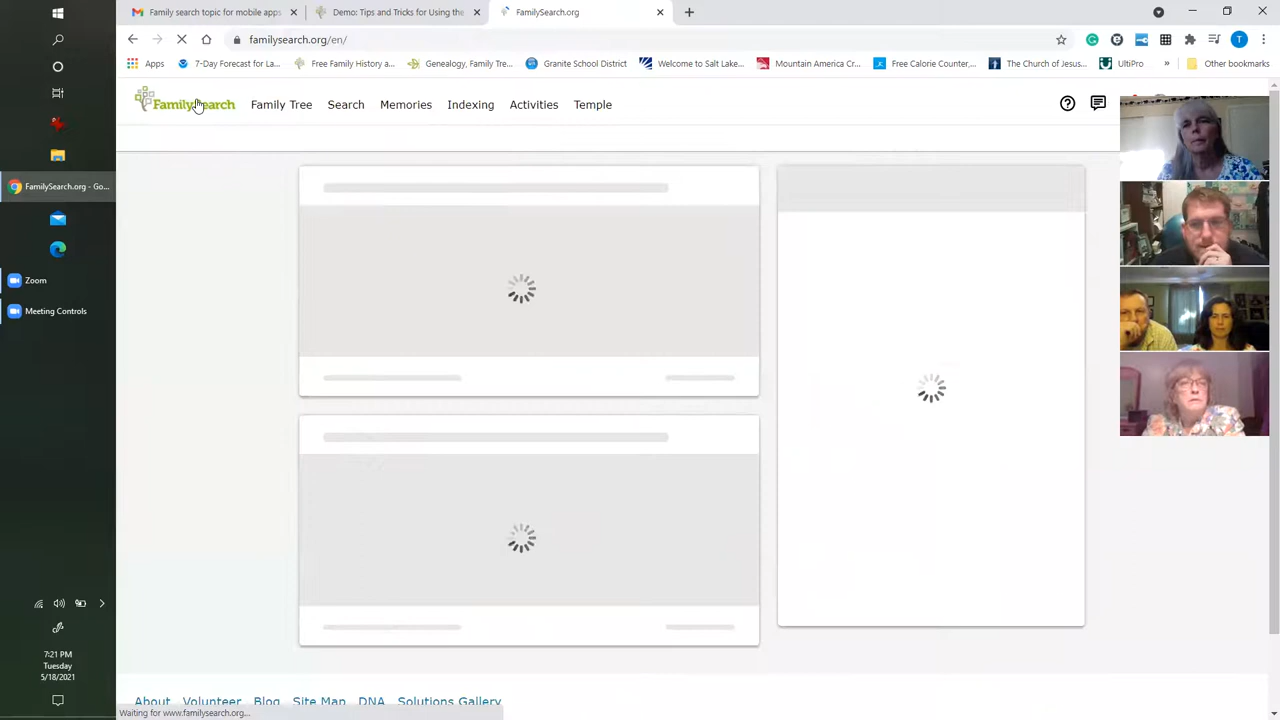 Family search topic for mobile apps
Demo: Tips and Tricks for Using the
FamilySearch.org
familysearch.org/en/
T
Apps
7-Day Forecast for La...
Free Family History a...
Genealogy, Family Tre...
Granite School District
Welcome to Salt Lake...
Mountain America Cr...
Free Calorie Counter,...
The Church of Jesus...
UltiPro
»
Other bookmarks
FamilySearch
Family Tree
Search
Memories
Indexing
Activities
Temple
FamilySearch.org - Go...
Zoom
Meeting Controls
7:21 PM
Tuesday
5/18/2021
About
Volunteer
Blog
Site Map
DNA
Solutions Gallery
Waiting for www.familysearch.org...